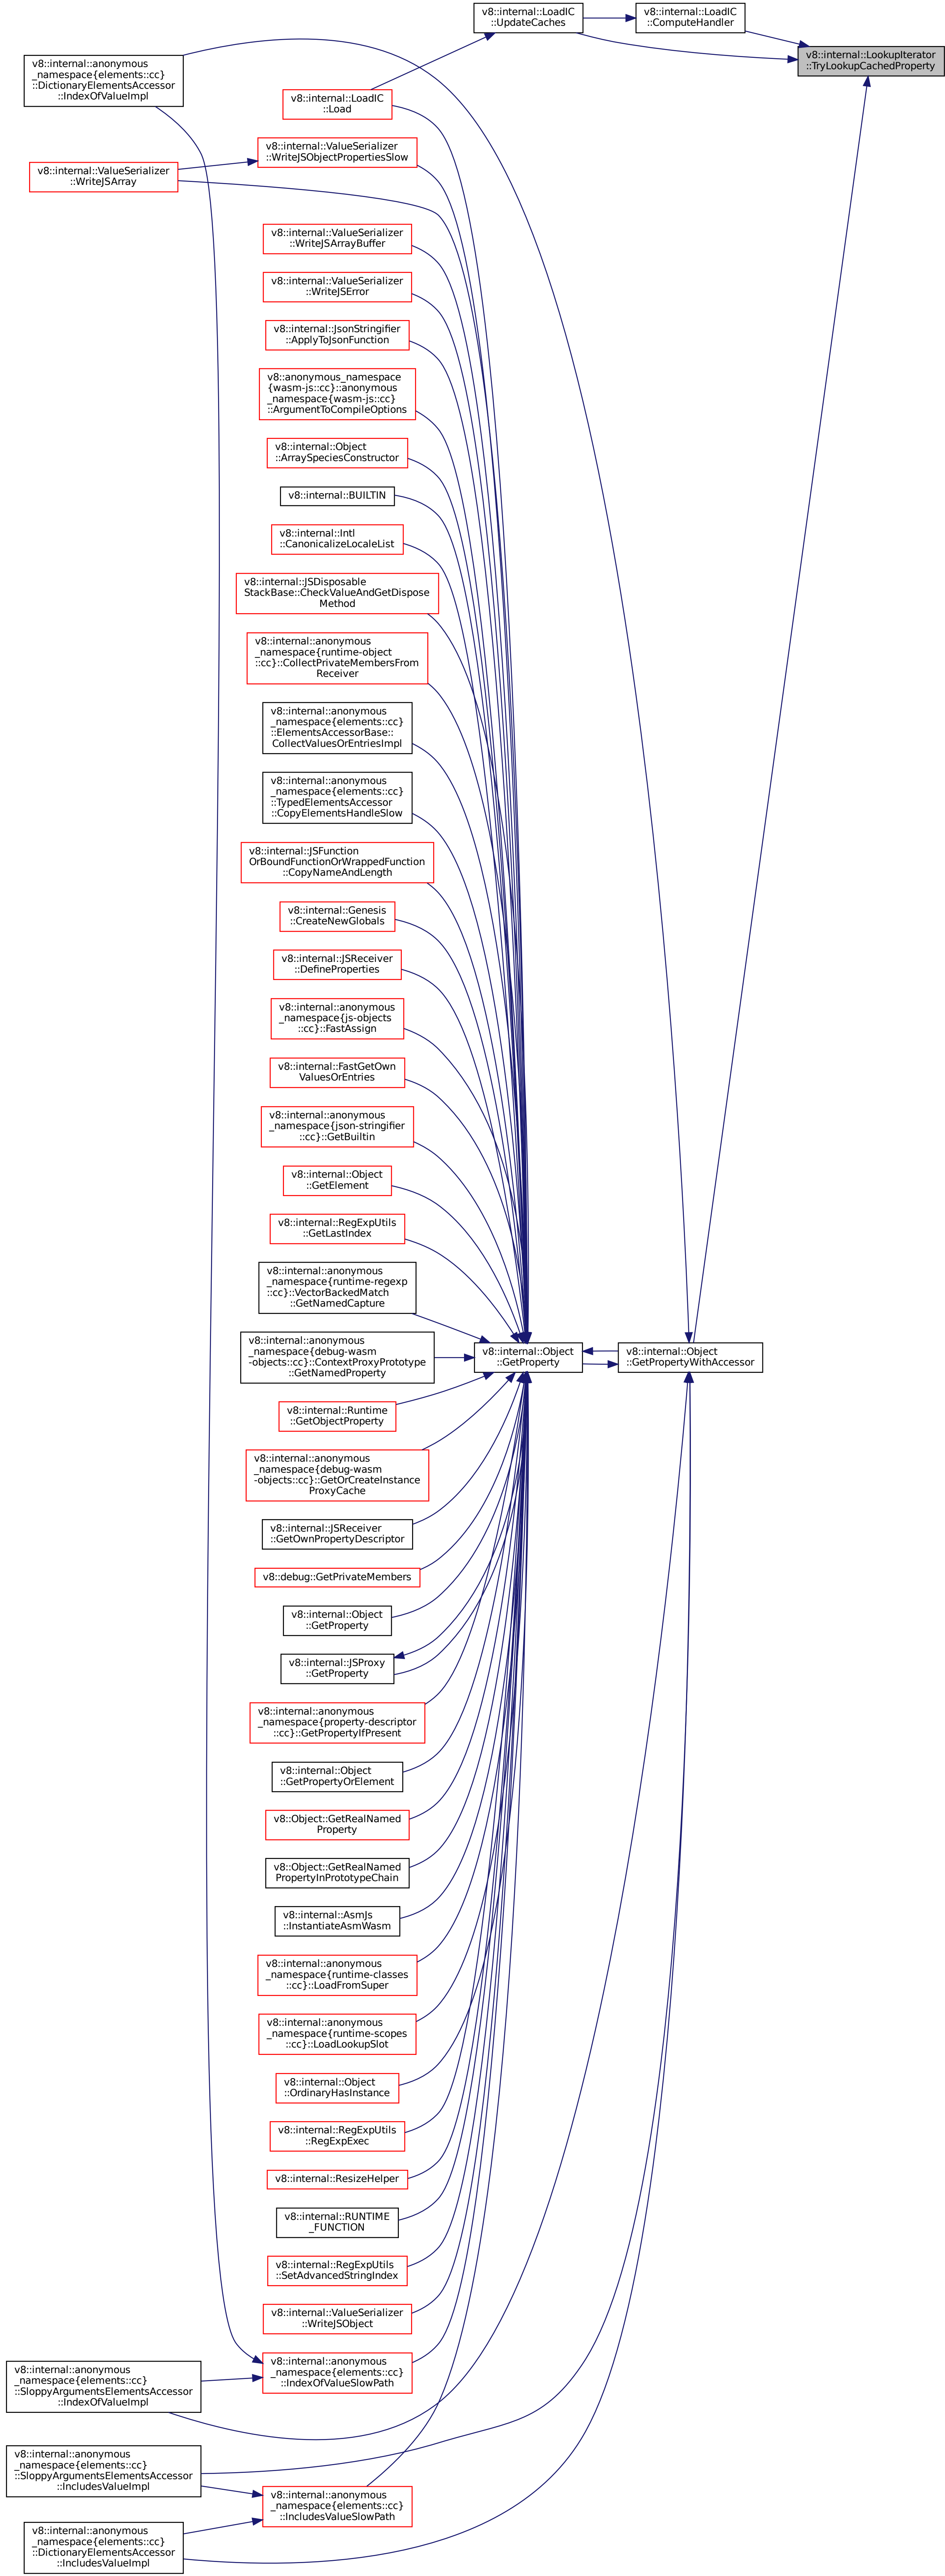 v8::internal::LoadIC
::UpdateCaches
v8::internal::LoadIC
::ComputeHandler
v8::internal::LookupIterator
::TryLookupCachedProperty
v8::internal::anonymous
_namespace{elements::cc}
::DictionaryElementsAccessor
::IndexOfValueImpl
v8::internal::LoadIC
::Load
v8::internal::ValueSerializer
::WriteJSObjectPropertiesSlow
v8::internal::ValueSerializer
::WriteJSArray
v8::internal::ValueSerializer
::WriteJSArrayBuffer
v8::internal::ValueSerializer
::WriteJSError
v8::internal::JsonStringifier
::ApplyToJsonFunction
v8::anonymous_namespace
{wasm-js::cc}::anonymous
_namespace{wasm-js::cc}
::ArgumentToCompileOptions
v8::internal::Object
::ArraySpeciesConstructor
v8::internal::BUILTIN
v8::internal::Intl
::CanonicalizeLocaleList
v8::internal::JSDisposable
StackBase::CheckValueAndGetDispose
Method
v8::internal::anonymous
_namespace{runtime-object
::cc}::CollectPrivateMembersFrom
Receiver
v8::internal::anonymous
_namespace{elements::cc}
::ElementsAccessorBase::
CollectValuesOrEntriesImpl
v8::internal::anonymous
_namespace{elements::cc}
::TypedElementsAccessor
::CopyElementsHandleSlow
v8::internal::JSFunction
OrBoundFunctionOrWrappedFunction
::CopyNameAndLength
v8::internal::Genesis
::CreateNewGlobals
v8::internal::JSReceiver
::DefineProperties
v8::internal::anonymous
_namespace{js-objects
::cc}::FastAssign
v8::internal::FastGetOwn
ValuesOrEntries
v8::internal::anonymous
_namespace{json-stringifier
::cc}::GetBuiltin
v8::internal::Object
::GetElement
v8::internal::RegExpUtils
::GetLastIndex
v8::internal::anonymous
_namespace{runtime-regexp
::cc}::VectorBackedMatch
::GetNamedCapture
v8::internal::anonymous
_namespace{debug-wasm
-objects::cc}::ContextProxyPrototype
::GetNamedProperty
v8::internal::Object
::GetProperty
v8::internal::Object
::GetPropertyWithAccessor
v8::internal::Runtime
::GetObjectProperty
v8::internal::anonymous
_namespace{debug-wasm
-objects::cc}::GetOrCreateInstance
ProxyCache
v8::internal::JSReceiver
::GetOwnPropertyDescriptor
v8::debug::GetPrivateMembers
v8::internal::Object
::GetProperty
v8::internal::JSProxy
::GetProperty
v8::internal::anonymous
_namespace{property-descriptor
::cc}::GetPropertyIfPresent
v8::internal::Object
::GetPropertyOrElement
v8::Object::GetRealNamed
Property
v8::Object::GetRealNamed
PropertyInPrototypeChain
v8::internal::AsmJs
::InstantiateAsmWasm
v8::internal::anonymous
_namespace{runtime-classes
::cc}::LoadFromSuper
v8::internal::anonymous
_namespace{runtime-scopes
::cc}::LoadLookupSlot
v8::internal::Object
::OrdinaryHasInstance
v8::internal::RegExpUtils
::RegExpExec
v8::internal::ResizeHelper
v8::internal::RUNTIME
_FUNCTION
v8::internal::RegExpUtils
::SetAdvancedStringIndex
v8::internal::ValueSerializer
::WriteJSObject
v8::internal::anonymous
_namespace{elements::cc}
::IndexOfValueSlowPath
v8::internal::anonymous
_namespace{elements::cc}
::SloppyArgumentsElementsAccessor
::IndexOfValueImpl
v8::internal::anonymous
_namespace{elements::cc}
::SloppyArgumentsElementsAccessor
::IncludesValueImpl
v8::internal::anonymous
_namespace{elements::cc}
::IncludesValueSlowPath
v8::internal::anonymous
_namespace{elements::cc}
::DictionaryElementsAccessor
::IncludesValueImpl